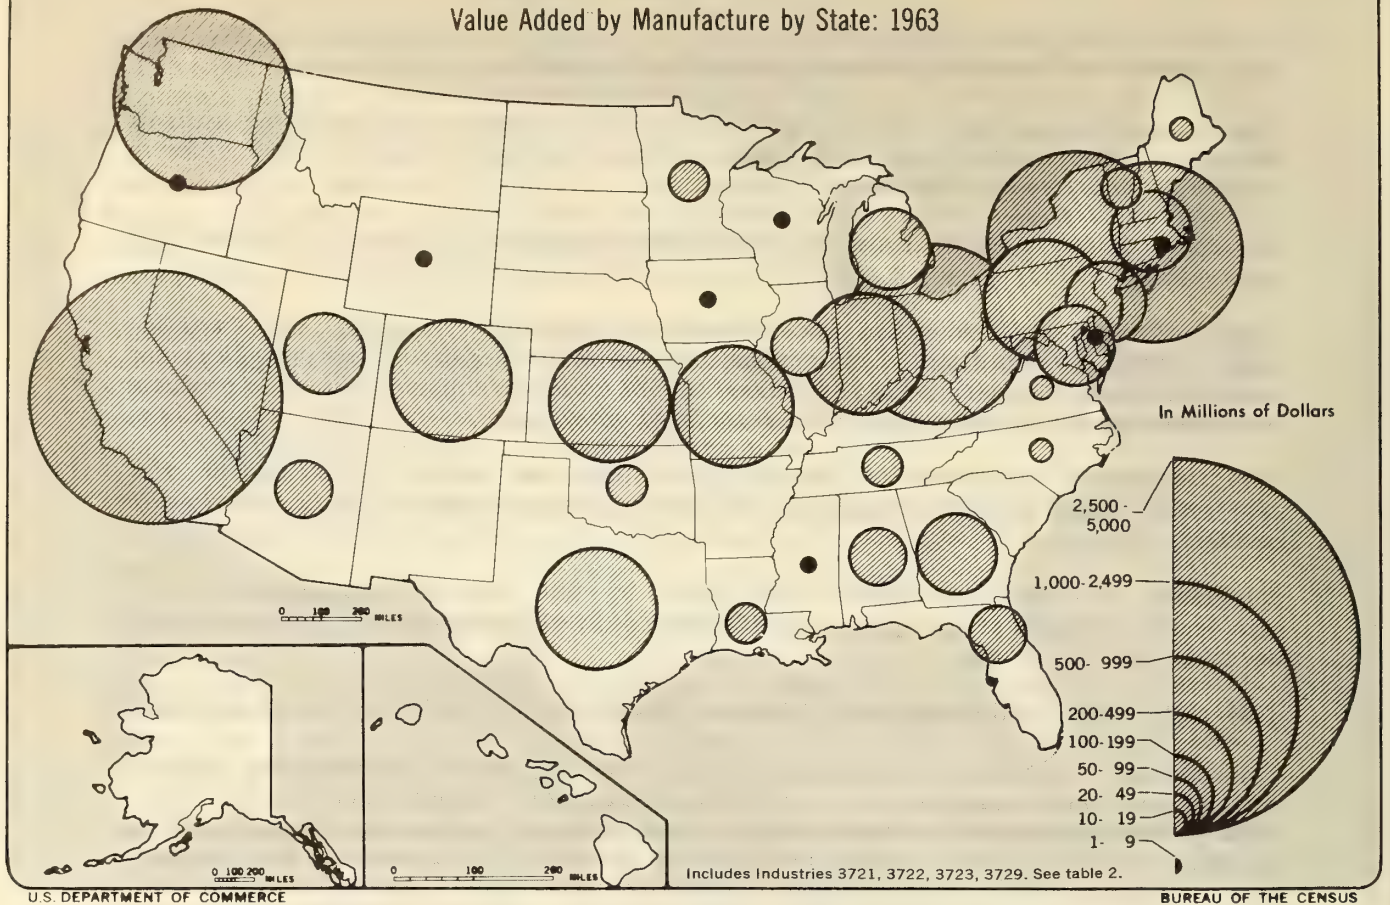 Value Added by Manufacture by State: 1963
In Millions of Dollars
2,500 -
5,000
1,000-2,499
500- 999
200-499
100-199
50- 99
20- 49
10- 19
1- 9
0 100 200 MILES
0 100 200 MILES
0 100 200 MILES
Includes Industries 3721, 3722, 3723, 3729. See table 2.
U.S. DEPARTMENT OF COMMERCE
BUREAU OF THE CENSUS